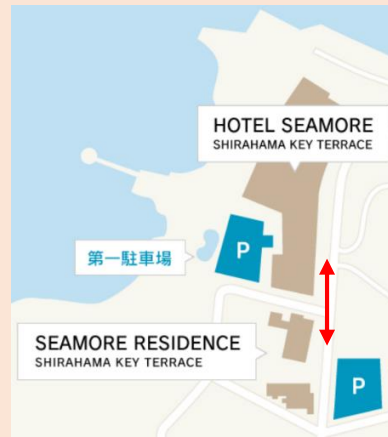 HOTEL SEAMORE
SHIRAHAMA KEY TERRACE
P
第一駐車場
SEAMORE RESIDENCE
SHIRAHAMA KEY TERRACE
P